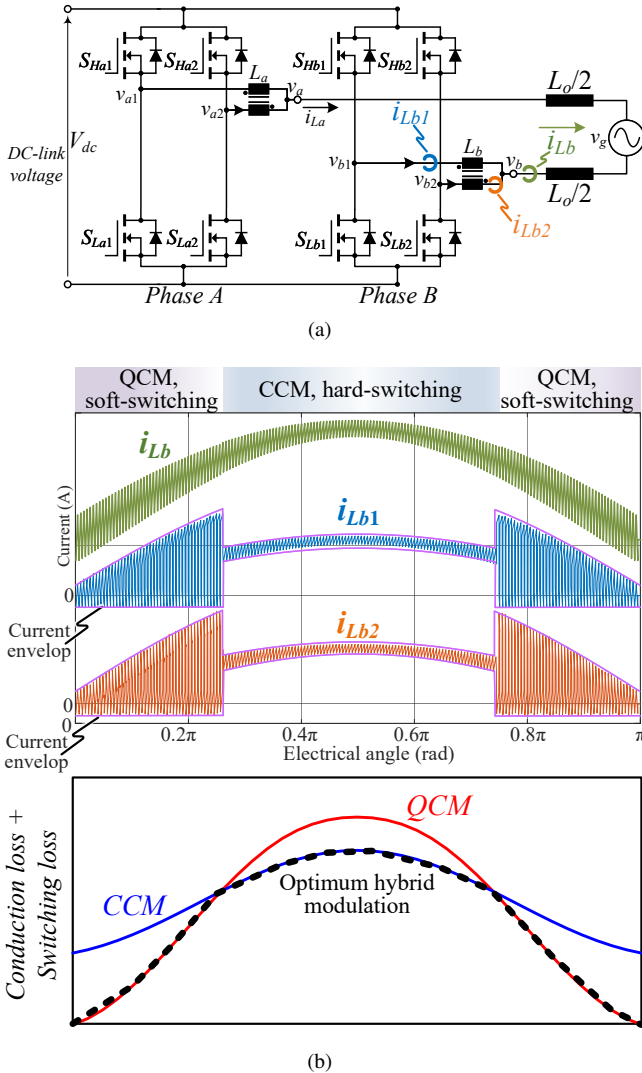 S_Ha1 S_Ha2 S_Hb1 S_Hb2
L_a
v_a
v_a1
v_a2
i_La
i_Lb1
L_o/2
V_dc
DC-link
voltage
v_b1
v_b2
L_b
v_b
i_Lb
v_g
L_o/2
i_Lb2
S_La1 S_La2 S_Lb1 S_Lb2
Phase A
Phase B
(a)
QCM,
soft-switching
CCM, hard-switching
QCM,
soft-switching
Current (A)
i_Lb
i_Lb1
0
Current
envelop
i_Lb2
0
0
Current
envelop
0.2π 0.4π 0.6π 0.8π π
Electrical angle (rad)
Conduction loss +
Switching loss
QCM
CCM
Optimum hybrid
modulation
(b)